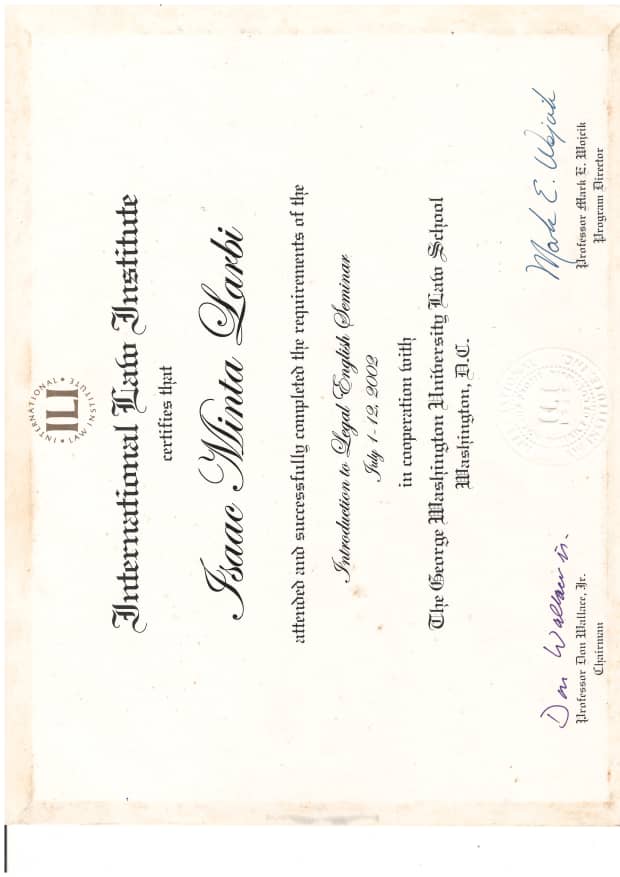 INTERNATIONAL
ILI
LAW INSTITUTE
International Law Institute
certifies that
Isaac Minta Larbi
attended and successfully completed the requirements of the
Introduction to Legal English Seminar
July 1-12, 2002
in cooperation with
The George Washington University Law School
Washington, D.C.
Don Wallace Jr.
Mark E. Wojcik
Professor Don Wallace, Jr.
Professor Mark E. Wojcik
Chairman
Program Director